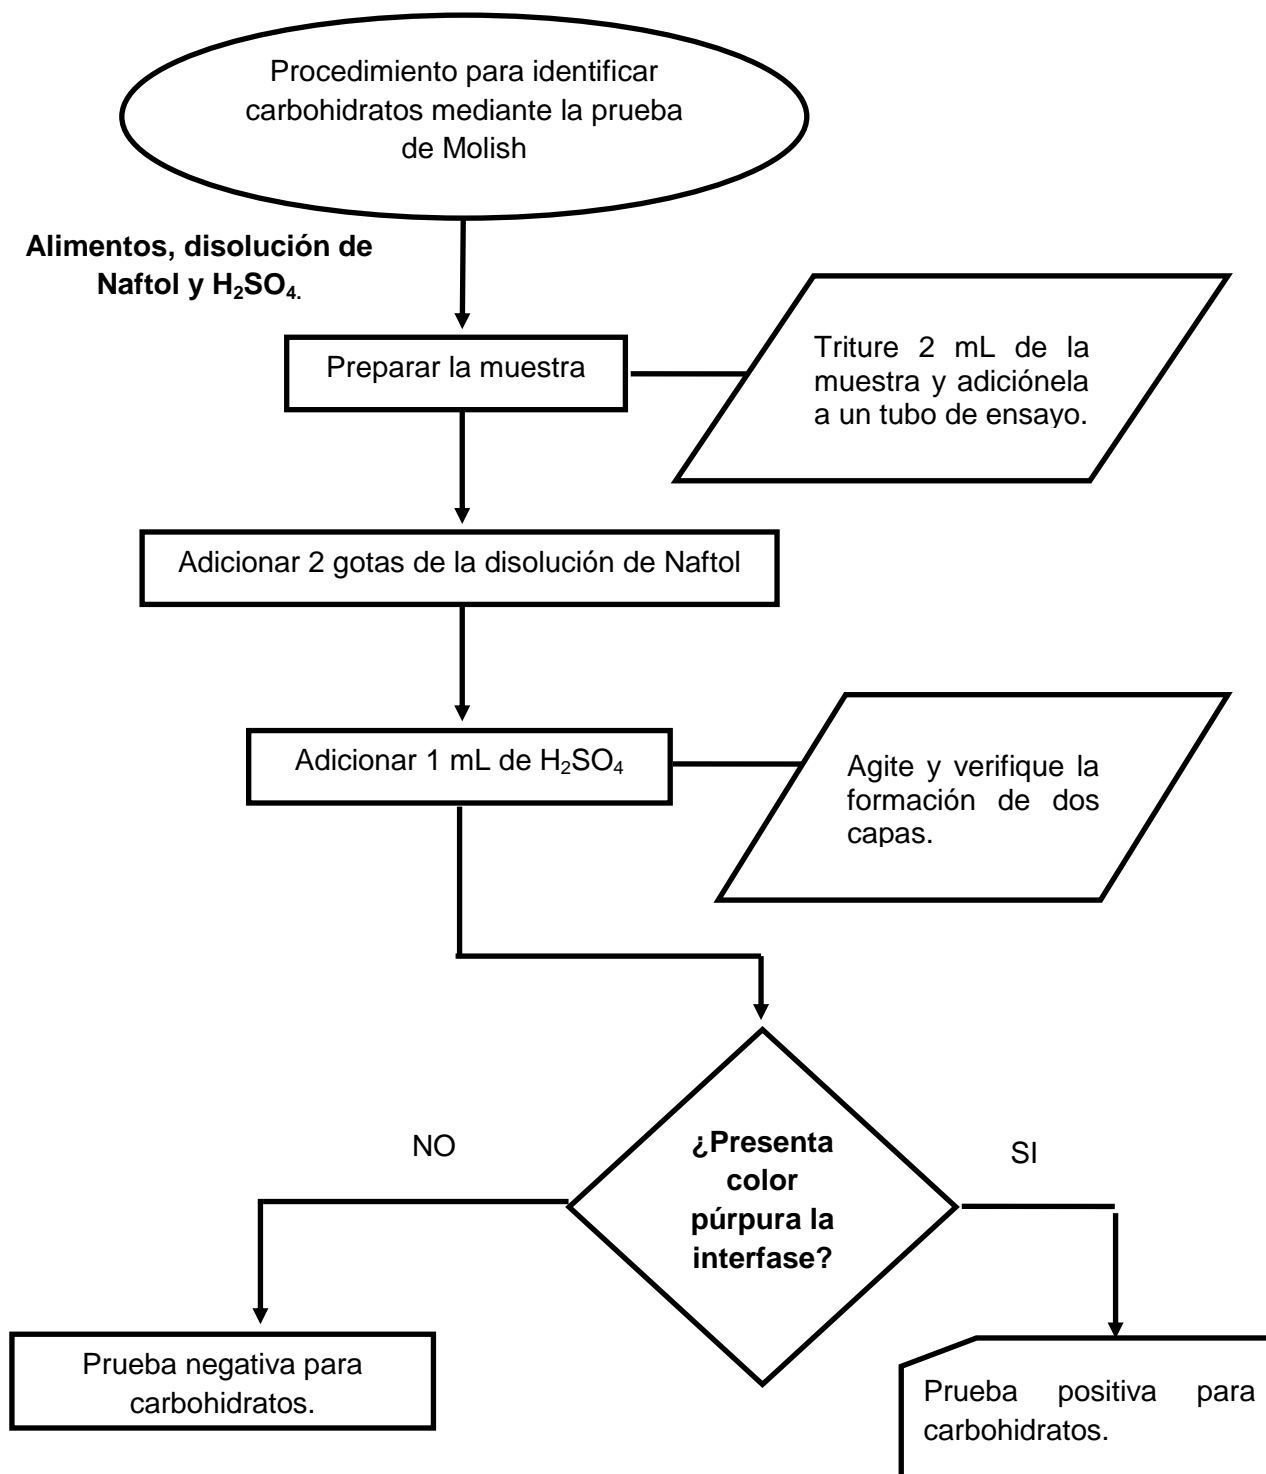 Procedimiento para identificar
carbohidratos mediante la prueba
de Molish
Alimentos, disolución de
Naftol y H₂SO₄.
Preparar la muestra
Triture 2 mL de la
muestra y adiciónela
a un tubo de ensayo.
Adicionar 2 gotas de la disolución de Naftol
Adicionar 1 mL de H₂SO₄
Agite y verifique la
formación de dos
capas.
¿Presenta
color
púrpura la
interfase?
NO
SI
Prueba negativa para
carbohidratos.
Prueba positiva para
carbohidratos.